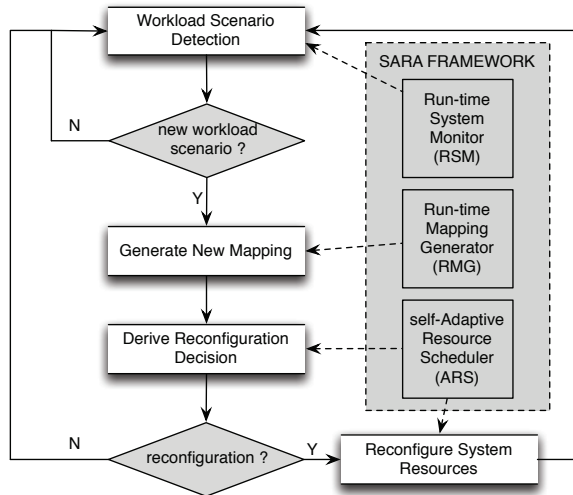 Workload Scenario
Detection
SARA FRAMEWORK
Run-time
System
Monitor
(RSM)
N
new workload
scenario ?
Y
Run-time
Mapping
Generator
(RMG)
Generate New Mapping
self-Adaptive
Resource
Scheduler
(ARS)
Derive Reconfiguration
Decision
N
reconfiguration ?
Y
Reconfigure System
Resources